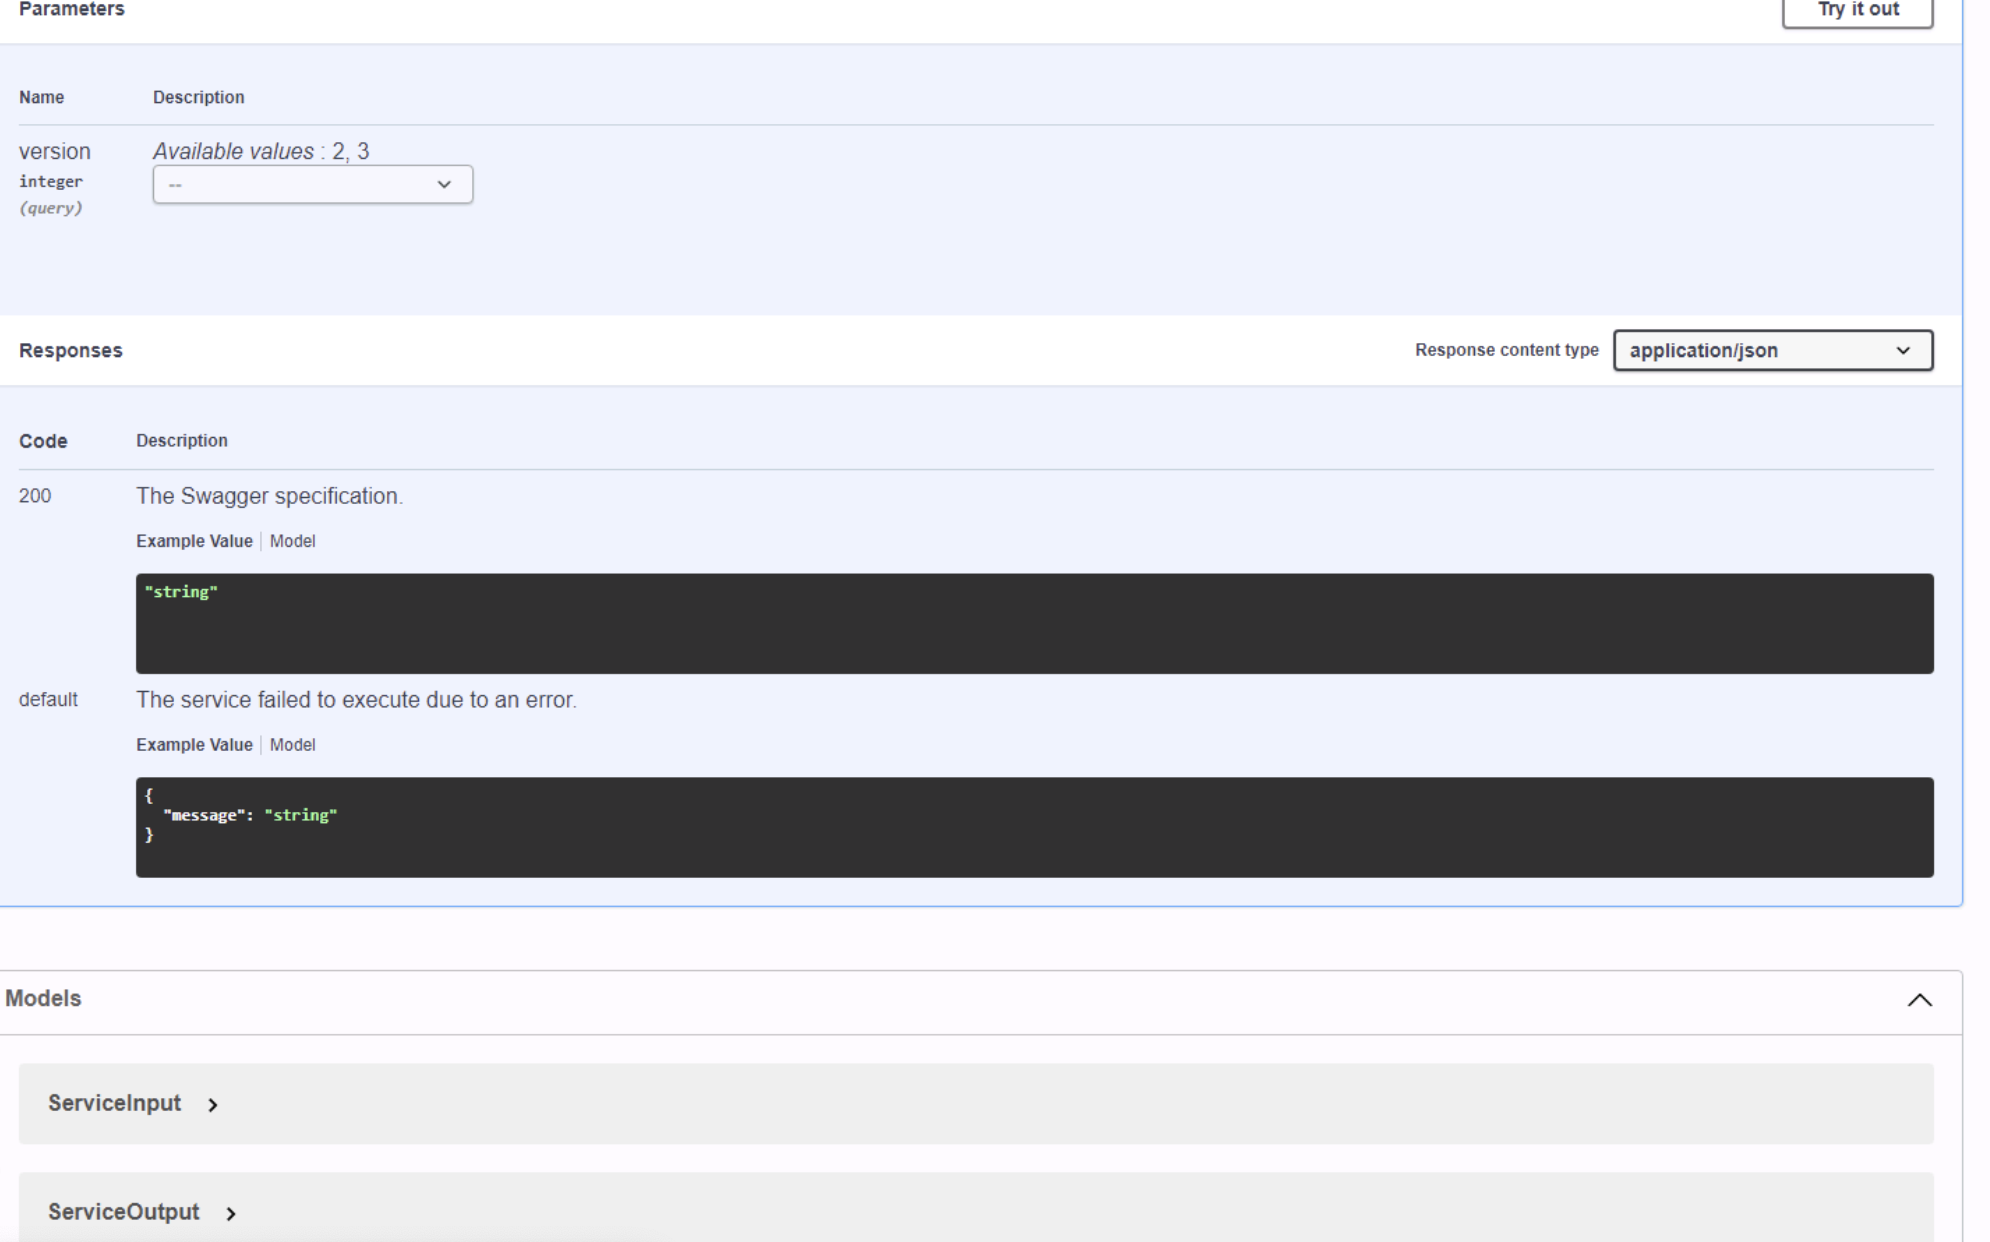 Parameters
Try it out
Name Description
version Available values : 2, 3
integer --
(query)
Responses Response content type application/json
Code Description
200 The Swagger specification.
Example Value Model
"string"
default The service failed to execute due to an error.
Example Value Model
{
"message": "string"
}
Models
ServiceInput
ServiceOutput